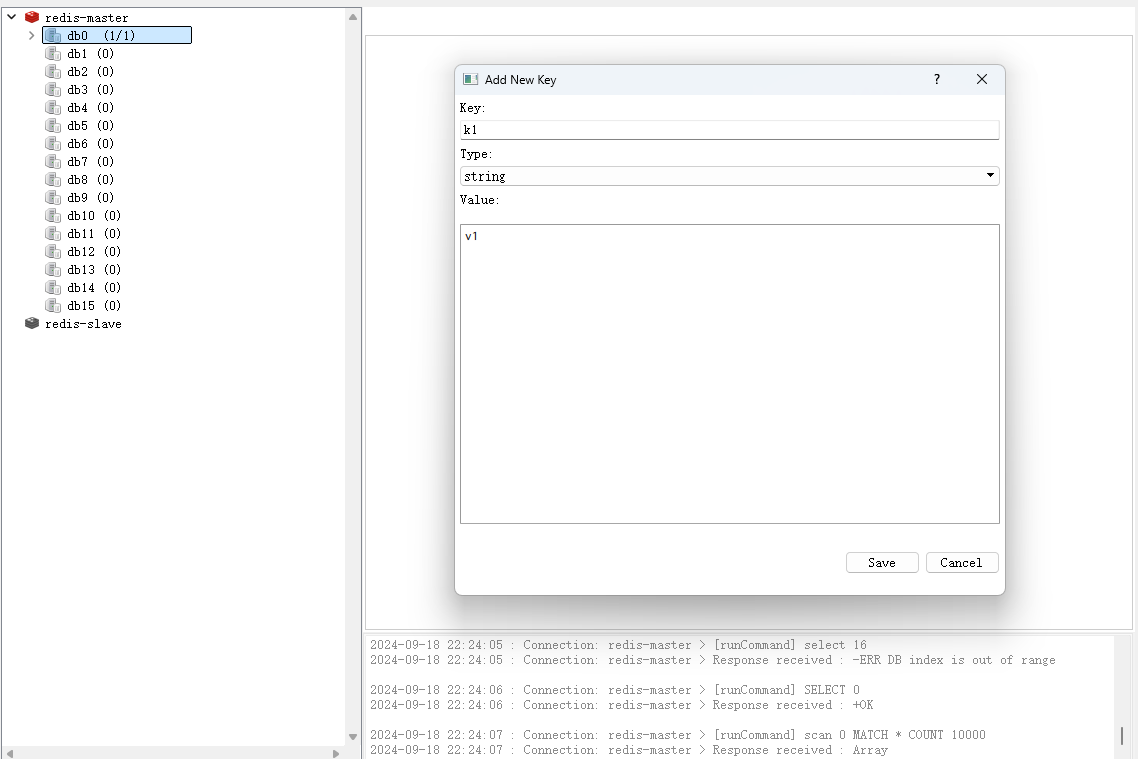 redis-master
db0 (1/1)
db1 (0)
db2 (0)
db3 (0)
db4 (0)
db5 (0)
db6 (0)
db7 (0)
db8 (0)
db9 (0)
db10 (0)
db11 (0)
db12 (0)
db13 (0)
db14 (0)
db15 (0)
redis-slave
Add New Key
?
Key:
k1
Type:
string
Value:
v1
Save Cancel
2024-09-18 22:24:05 : Connection: redis-master > [runCommand] select 16
2024-09-18 22:24:05 : Connection: redis-master > Response received : -ERR DB index is out of range
2024-09-18 22:24:06 : Connection: redis-master > [runCommand] SELECT 0
2024-09-18 22:24:06 : Connection: redis-master > Response received : +OK
2024-09-18 22:24:07 : Connection: redis-master > [runCommand] scan 0 MATCH * COUNT 10000
2024-09-18 22:24:07 : Connection: redis-master > Response received : Array